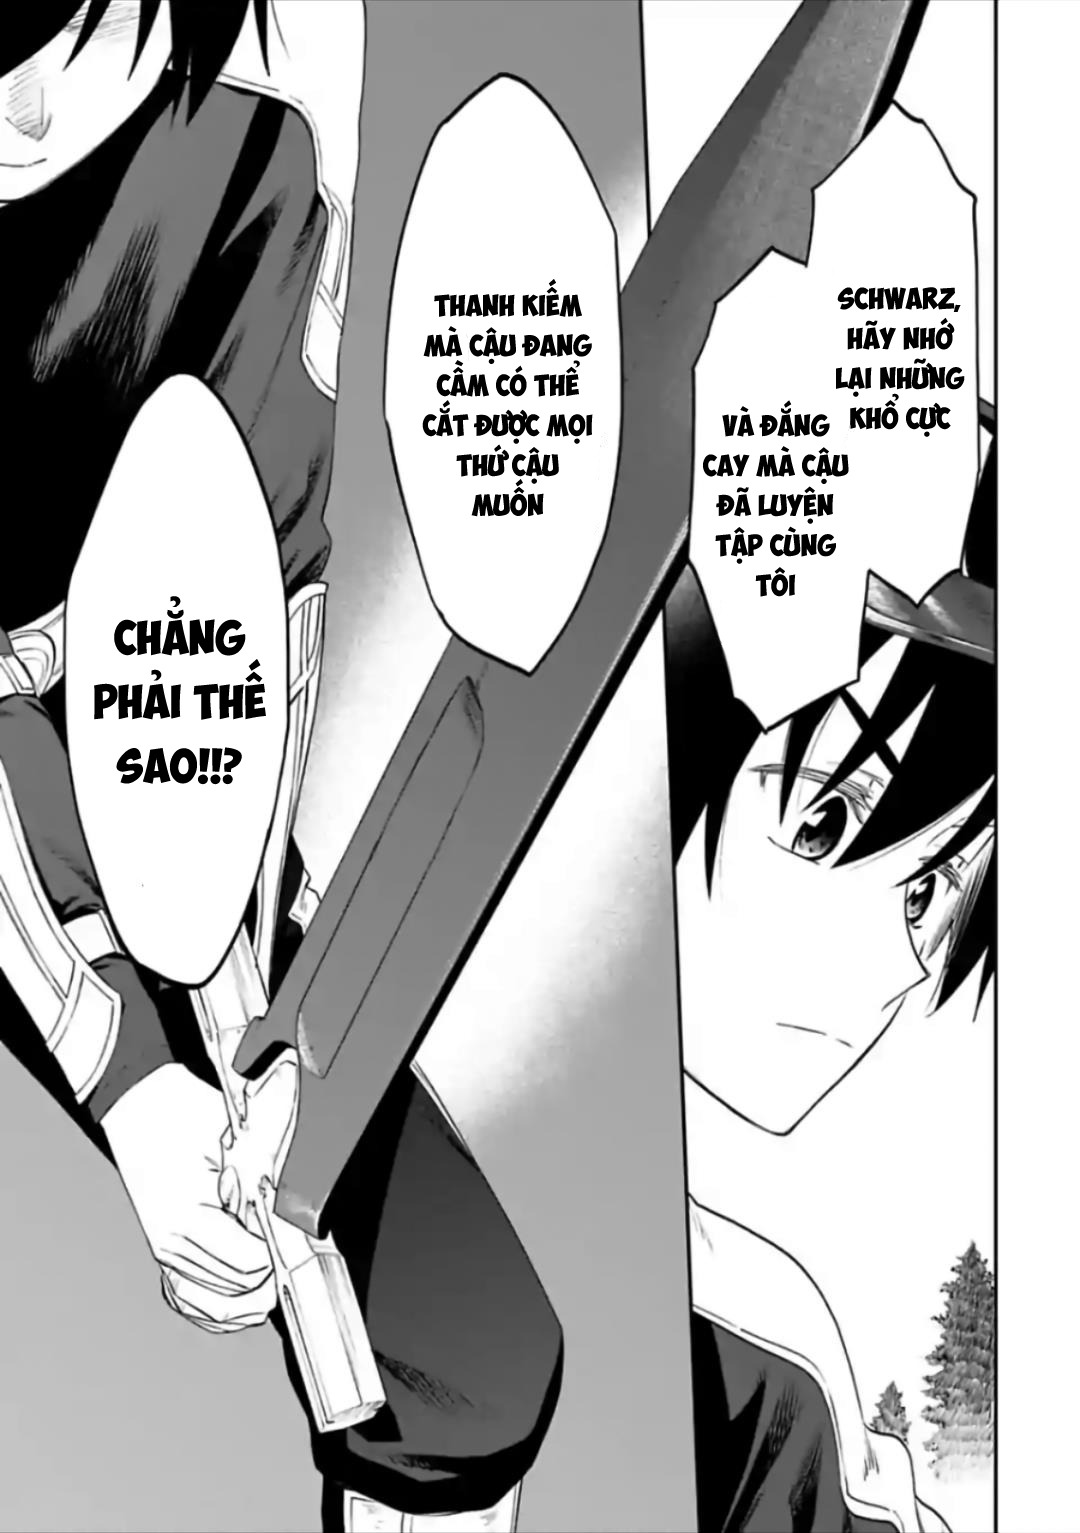 SCHWARZ,
HÃY NHỚ
LẠI NHỮNG
KHỔ CỰC
VÀ ĐẮNG
CAY MÀ CẬU
ĐÃ LUYỆN
TẬP CÙNG
TÔI
THANH KIẾM
MÀ CẬU ĐANG
CẦM CÓ THỂ
CẮT ĐƯỢC MỌI
THỨ CẬU
MUỐN
CHẲNG
PHẢI THẾ
SAO!!!?